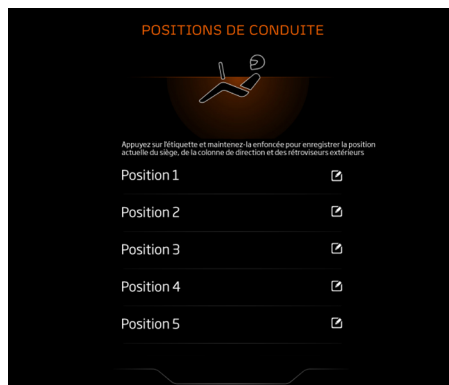 POSITIONS DE CONDUITE
Appuyez sur l'étiquette et maintenez-la enfoncée pour enregistrer la position
actuelle du siège, de la colonne de direction et des rétroviseurs extérieurs
Position 1
Position 2
Position 3
Position 4
Position 5